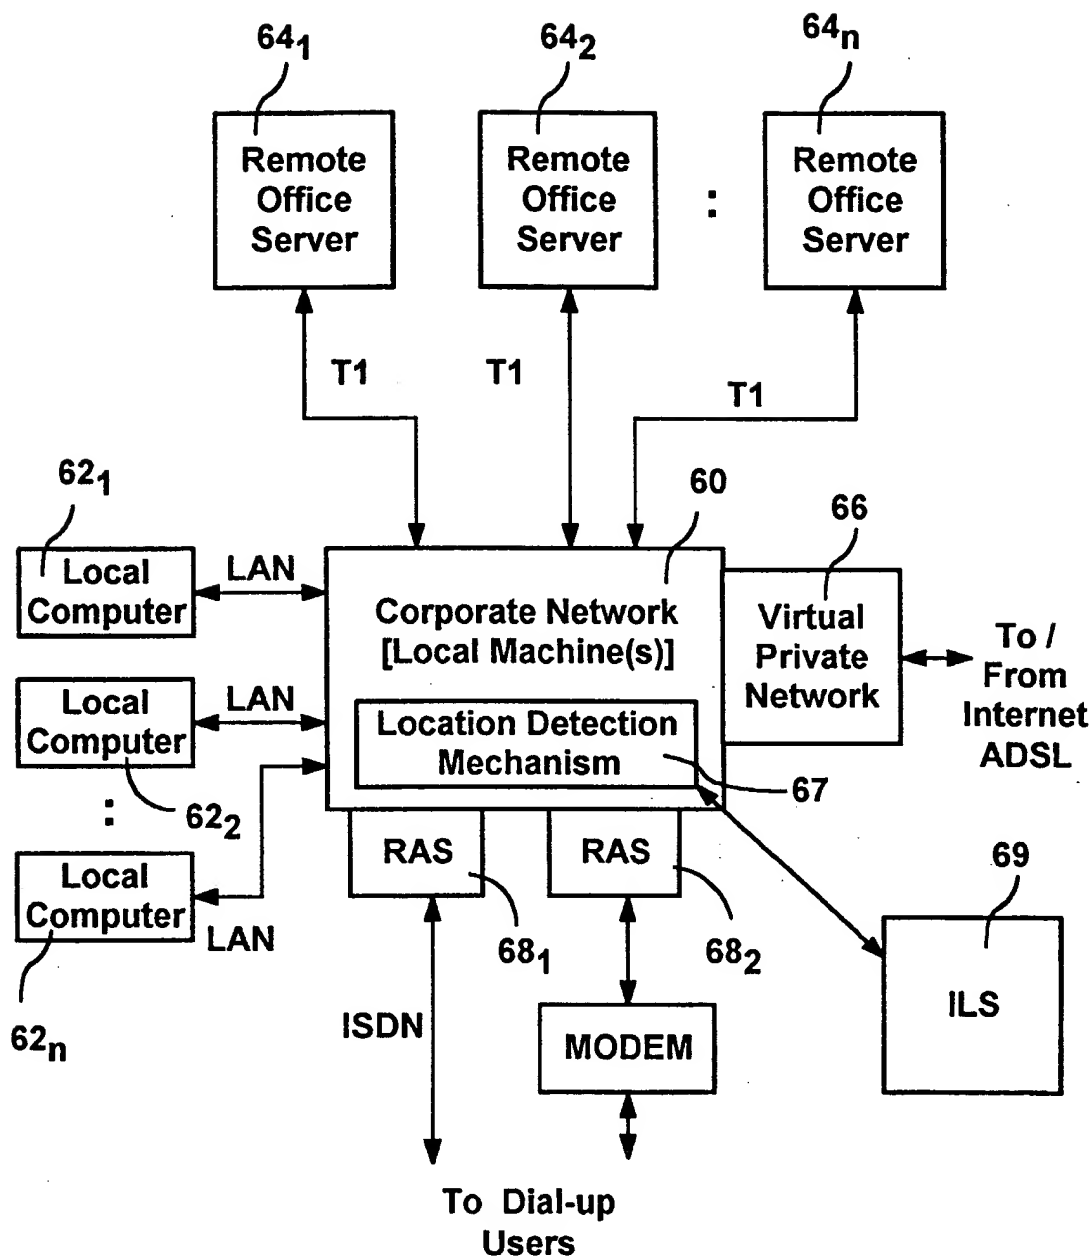 64₁
64₂
64ₙ
Remote
Office
Server
Remote
Office
Server
:
Remote
Office
Server
T1
T1
T1
62₁
60
66
Local
Computer
LAN
Corporate Network
[Local Machine(s)]
Virtual
Private
Network
To /
From
Internet
ADSL
Local
Computer
LAN
Location Detection
Mechanism
67
:
62₂
Local
Computer
LAN
62ₙ
RAS
RAS
68₁
68₂
69
ILS
ISDN
MODEM
To Dial-up
Users